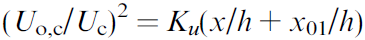 (U_{o,c}/U_c)^2 = K_u(x/h + x_{01}/h)